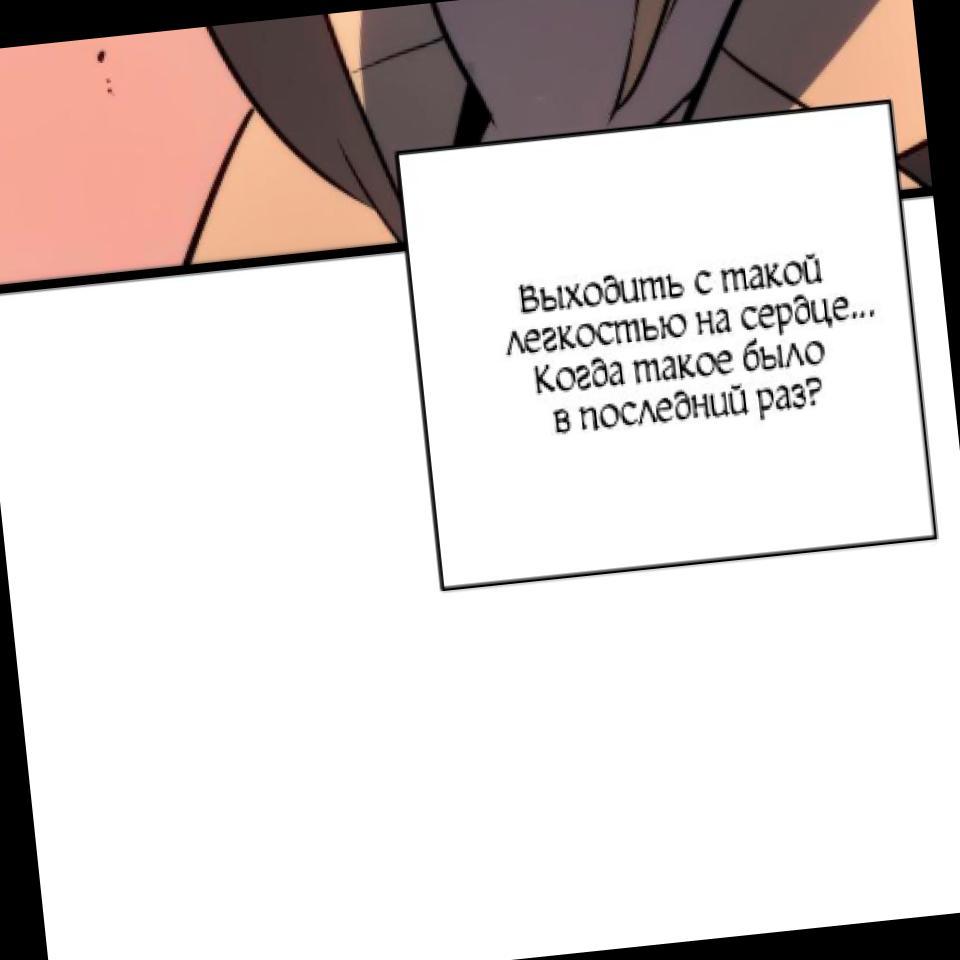 Выходить с такой
легкостью на сердце...
Когда такое было
в последний раз?